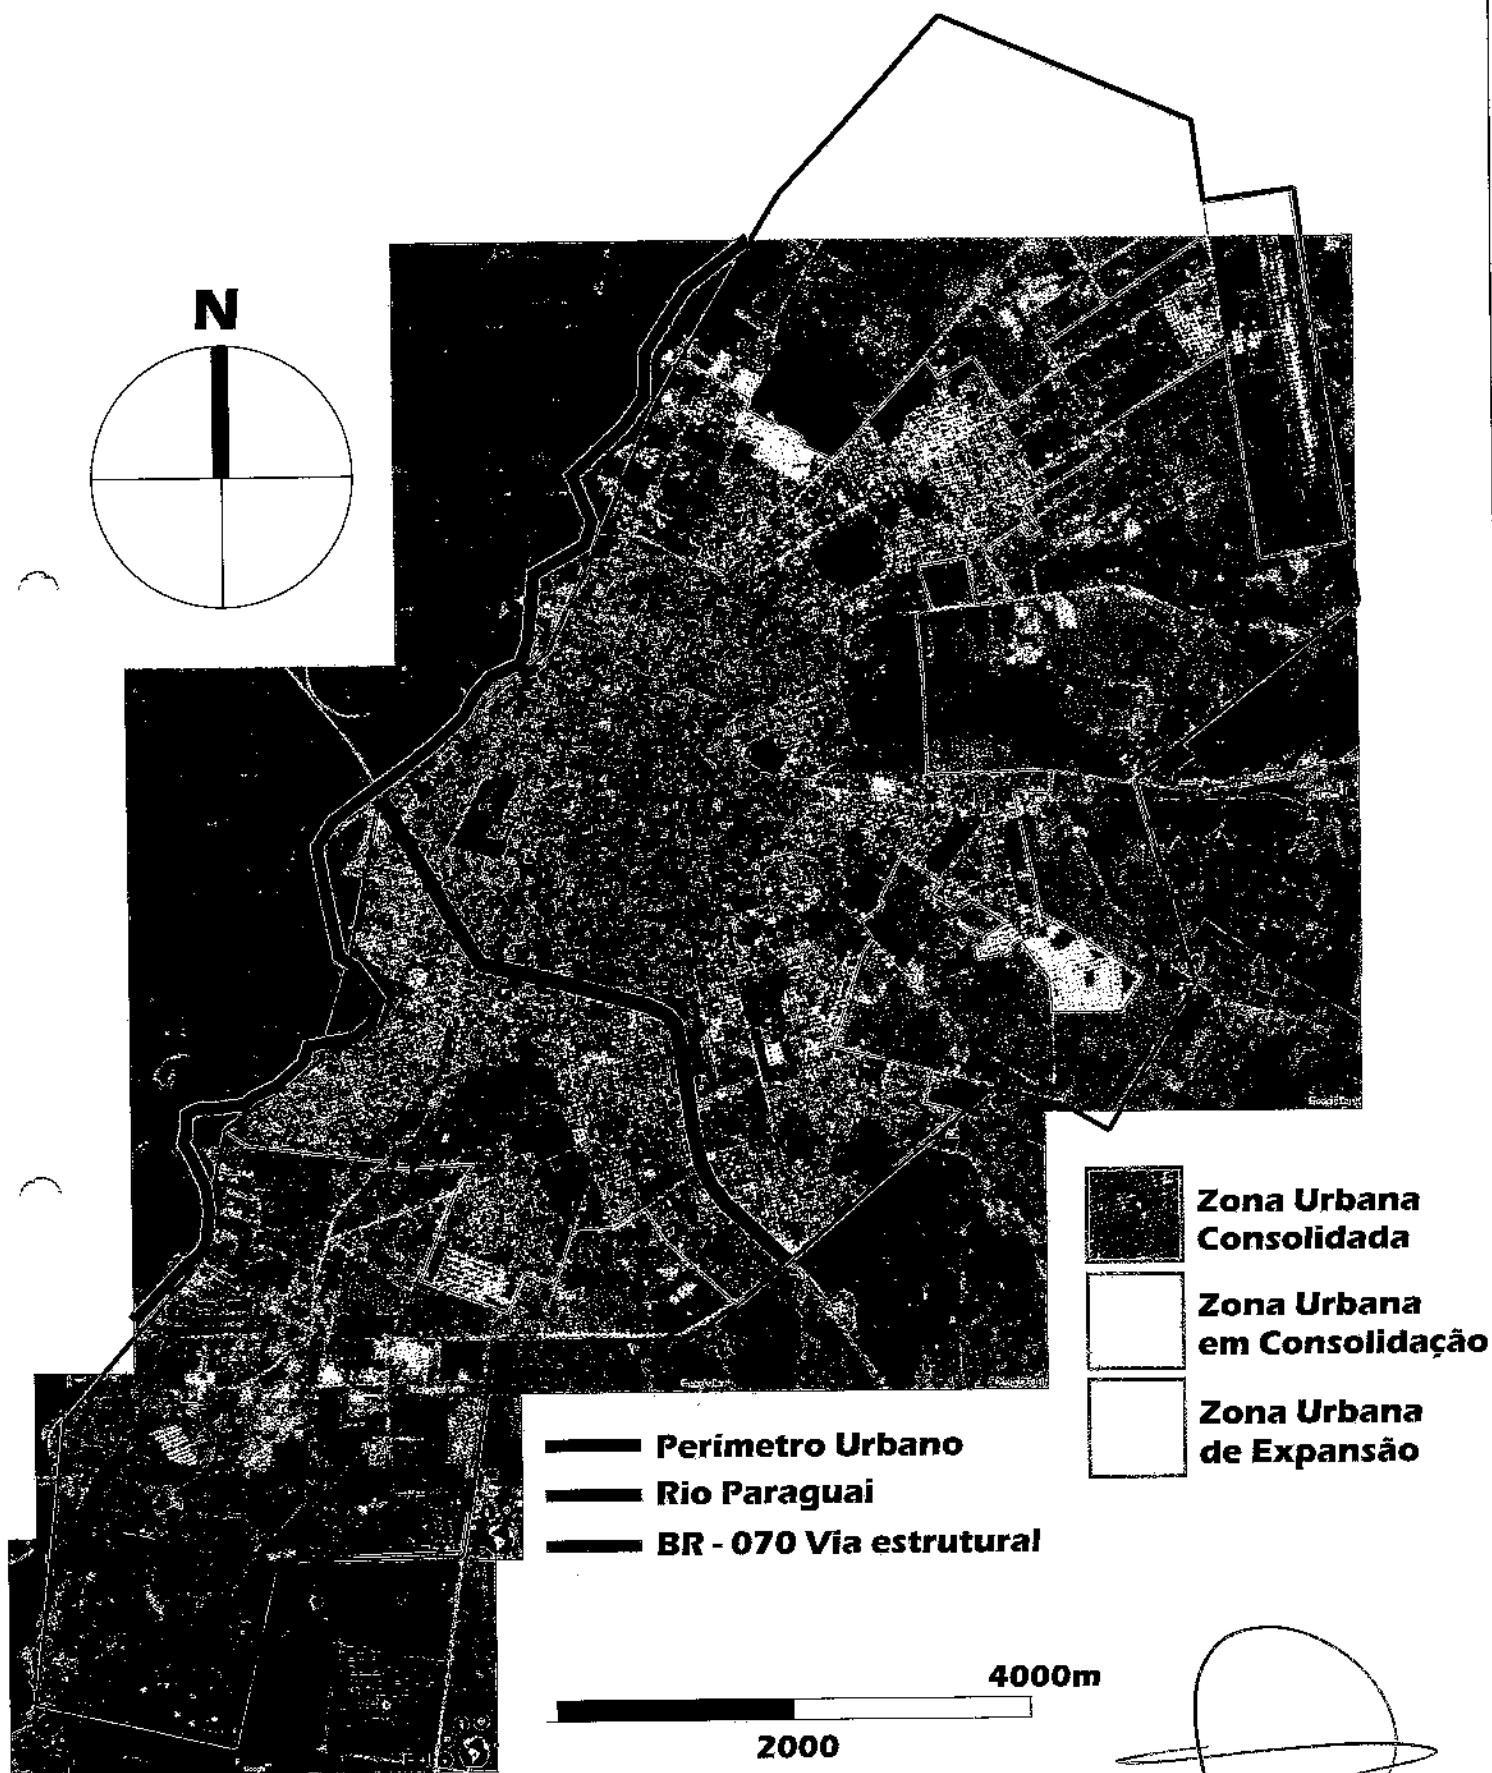 N
Zona Urbana
Consolidada
Zona Urbana
em Consolidação
Zona Urbana
de Expansão
Perímetro Urbano
Rio Paraguai
BR - 070 Via estrutural
4000m
2000
Google